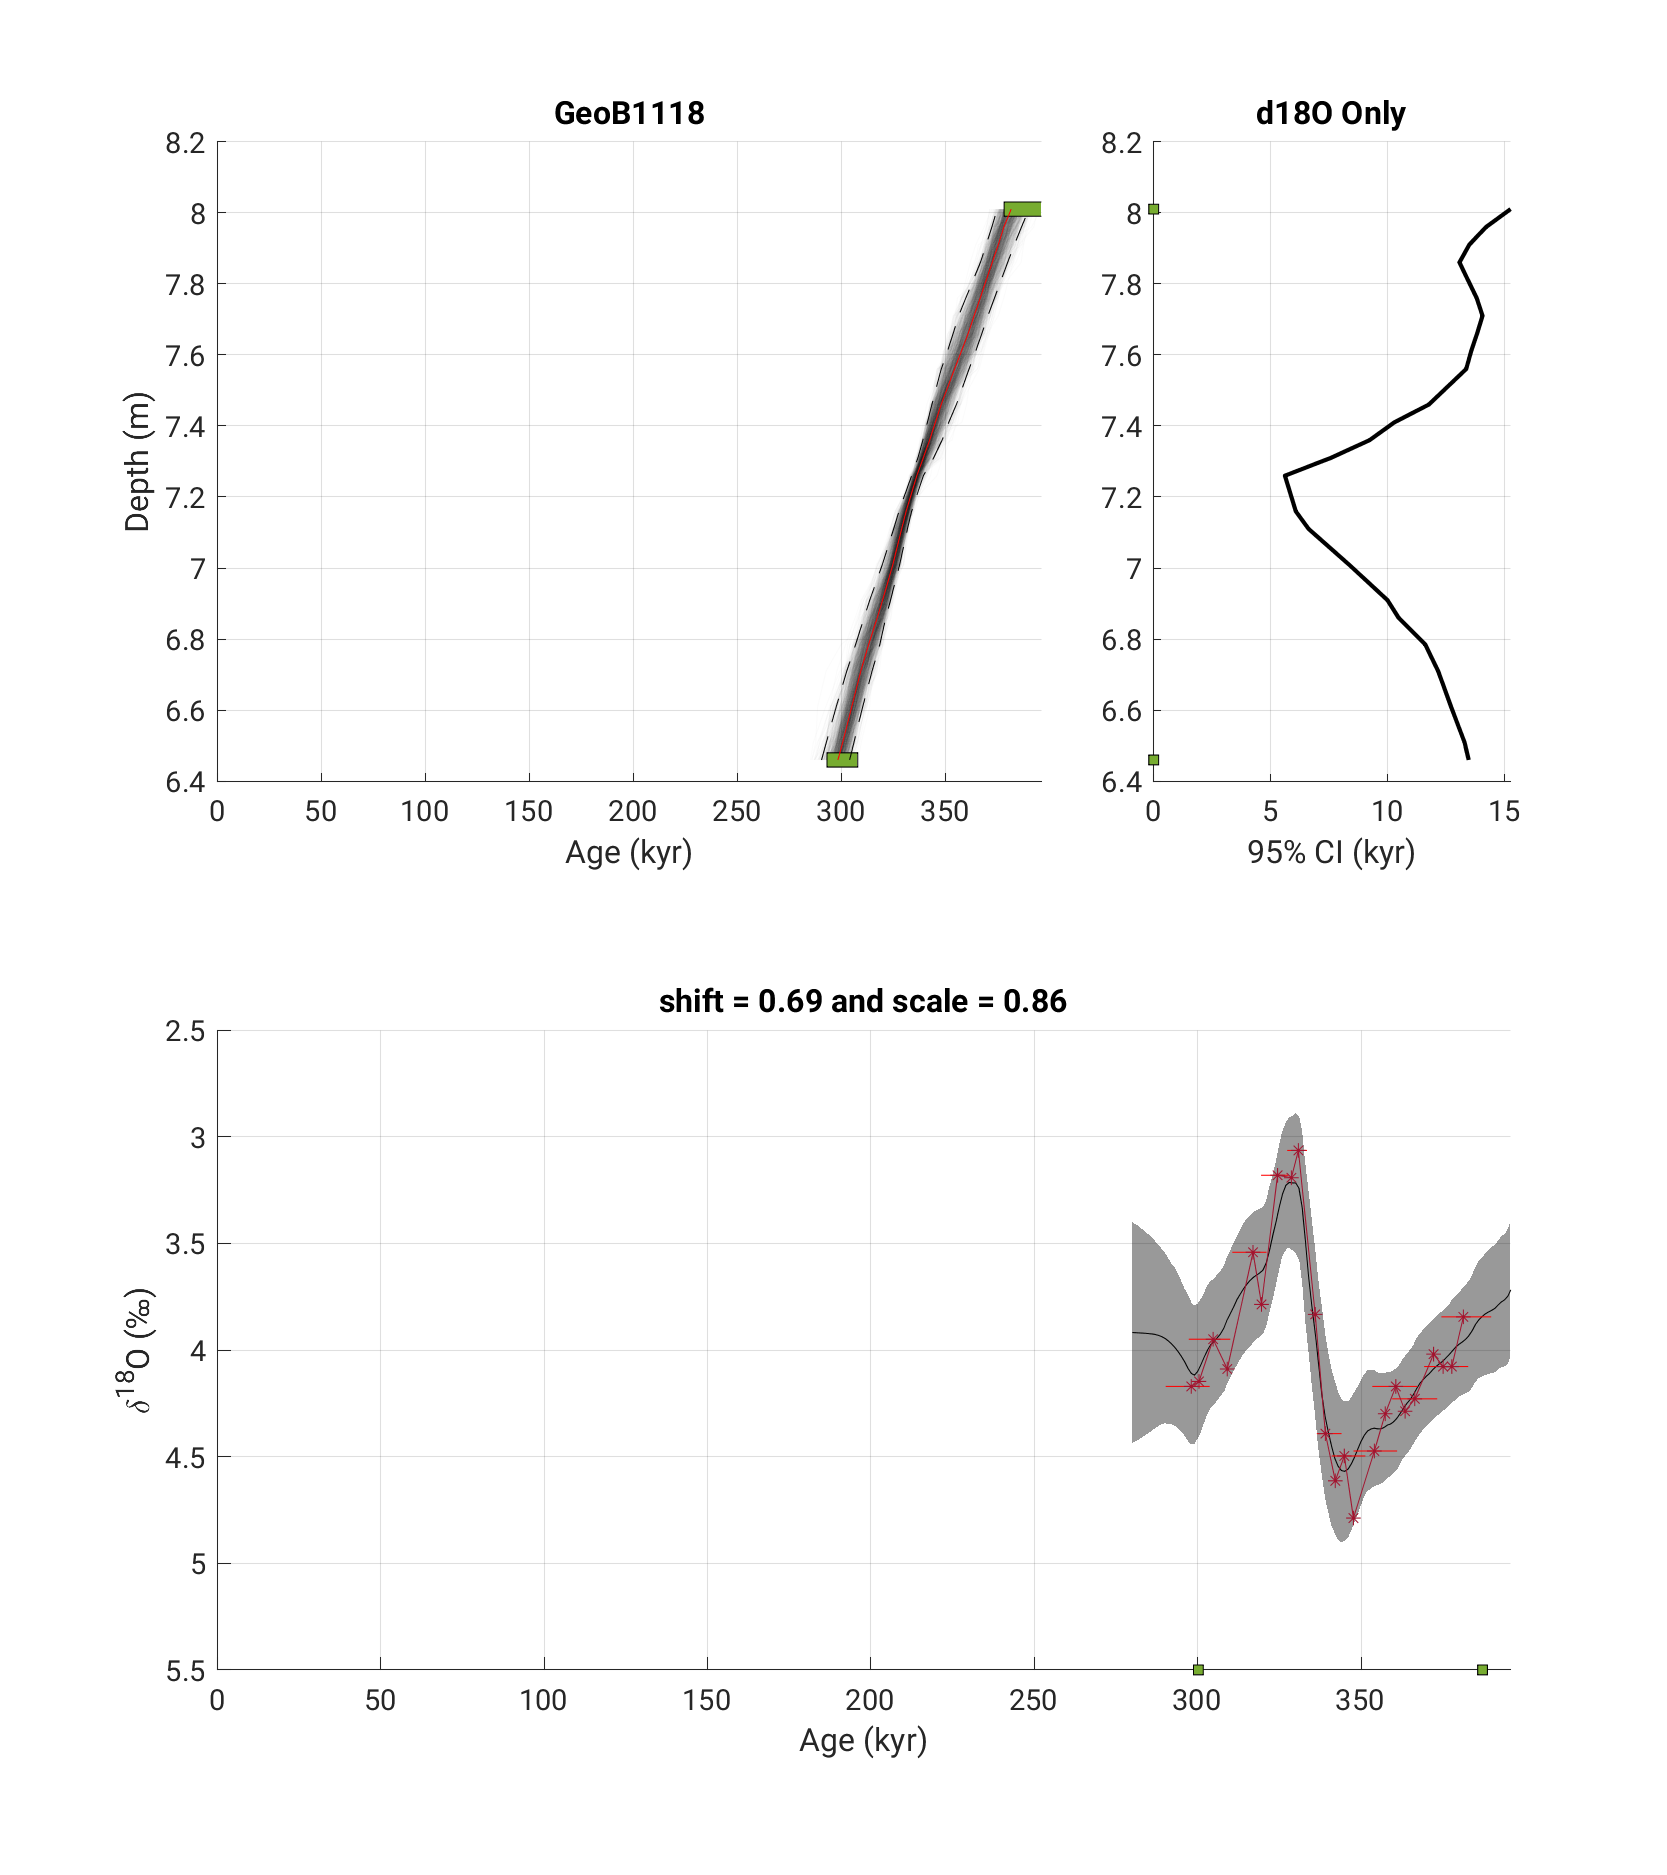 GeoB1118
d18O Only
8.2
8
7.8
7.6
7.4
7.2
7
6.8
6.6
6.4
Depth (m)
0 50 100 150 200 250 300 350
Age (kyr)
8.2
8
7.8
7.6
7.4
7.2
7
6.8
6.6
6.4
0 5 10 15
95% CI (kyr)
shift = 0.69 and scale = 0.86
2.5
3
3.5
4
4.5
5
5.5
δ18O (‰)
0 50 100 150 200 250 300 350
Age (kyr)